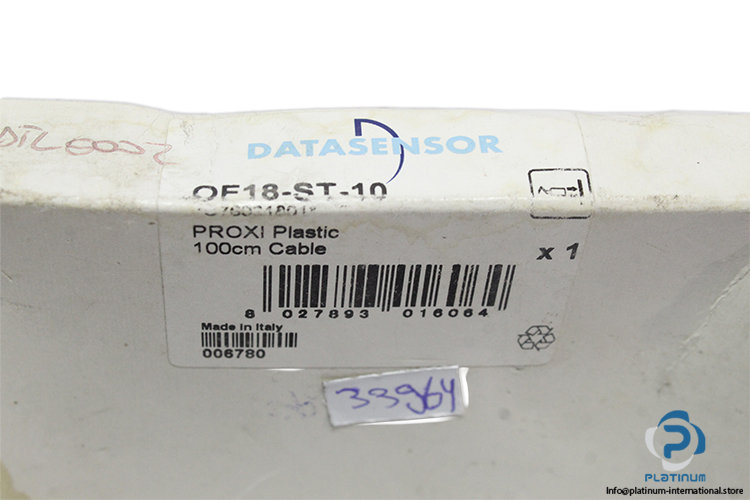 DATASENSOR
OF18-ST-10
PROXI Plastic
100cm Cable
x 1
8 027893 016064
Made in Italy
006780
33964
PLATINUM
Info@platinum-international.store